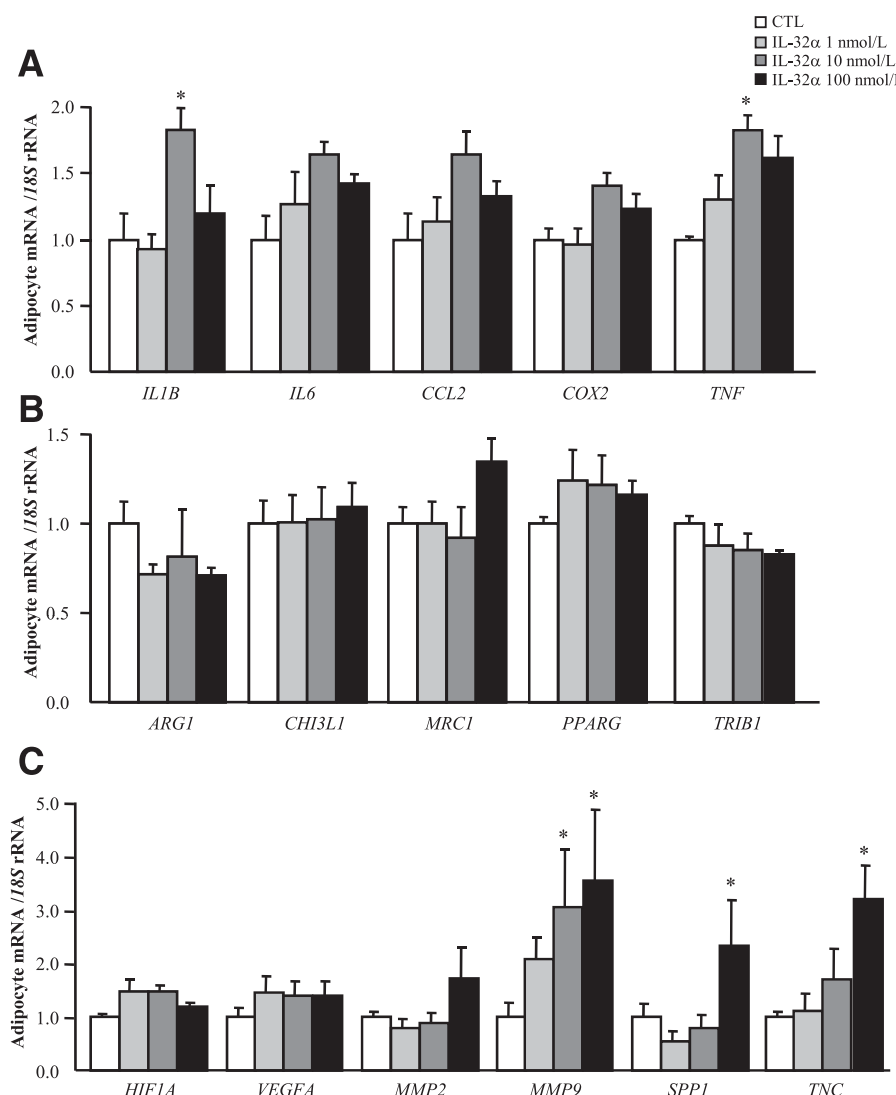 CTL
IL-32α 1 nmol/L
IL-32α 10 nmol/L
IL-32α 100 nmol/
A
*
*
Adipocyte mRNA /18S rRNA
2.0
1.5
1.0
0.5
0.0
IL1B IL6 CCL2 COX2 TNF
B
Adipocyte mRNA /18S rRNA
1.5
1.0
0.5
0.0
ARG1 CHI3L1 MRC1 PPARG TRIB1
C
Adipocyte mRNA /18S rRNA
5.0
4.0
3.0
2.0
1.0
0.0
* * * *
HIF1A VEGFA MMP2 MMP9 SPP1 TNC